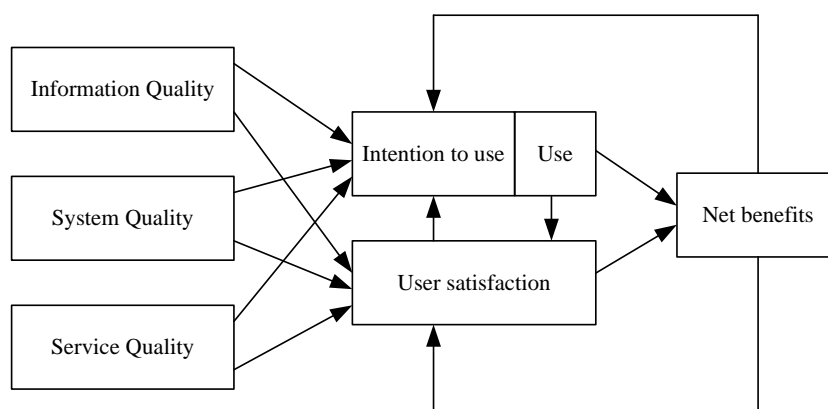 Information Quality
Intention to use
Use
System Quality
Net benefits
User satisfaction
Service Quality